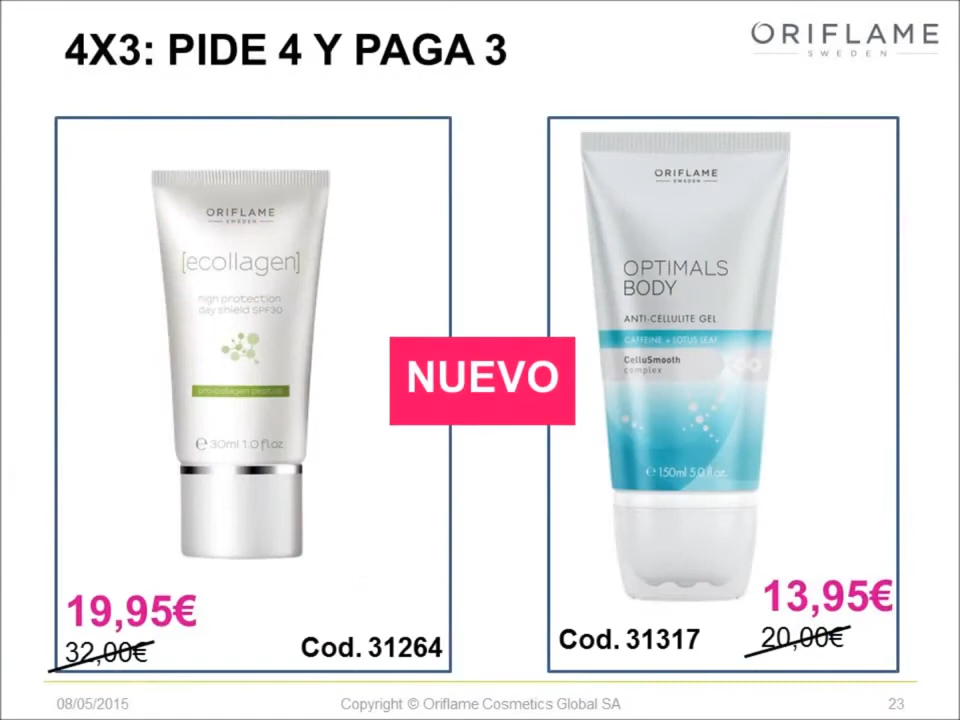 4X3: PIDE 4 Y PAGA 3
ORIFLAME
SWEDEN
ORIFLAME
SWEDEN
[ecollagen]
high protection
day shield SPF30
pro-collagen peptide
℮ 30ml 1.0 fl.oz
19,95€
32,00€
Cod. 31264
NUEVO
ORIFLAME
SWEDEN
OPTIMALS
BODY
ANTI-CELLULITE GEL
CAFFEINE + LOTUS LEAF
CelluSmooth
complex
℮ 150ml 5.0 fl.oz.
13,95€
Cod. 31317
20,00€
08/05/2015
Copyright © Oriflame Cosmetics Global SA
23